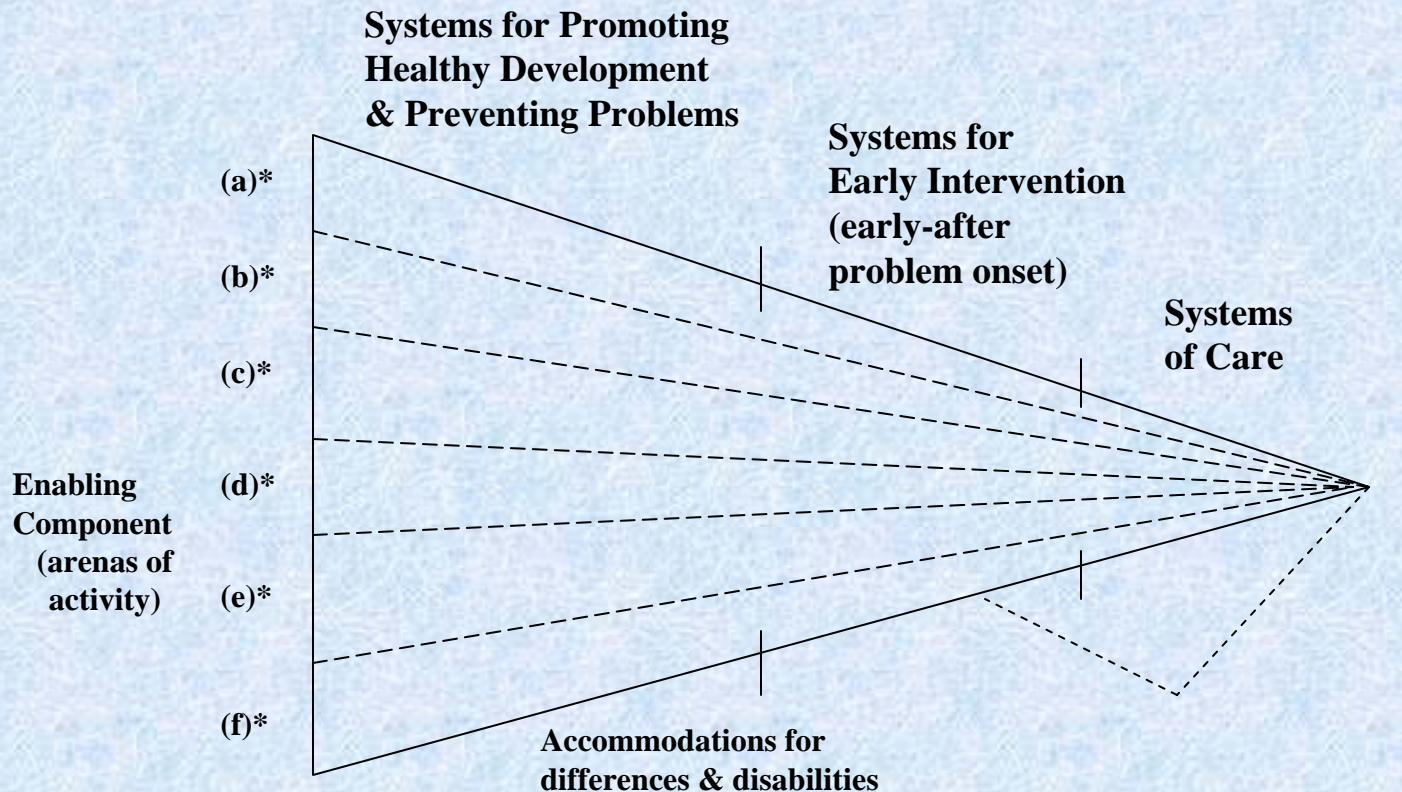 Systems for Promoting
Healthy Development
& Preventing Problems
Systems for
Early Intervention
(early-after
problem onset)
Systems
of Care
(a)*
(b)*
(c)*
(d)*
(e)*
(f)*
Enabling
Component
(arenas of
activity)
Accommodations for
differences & disabilities